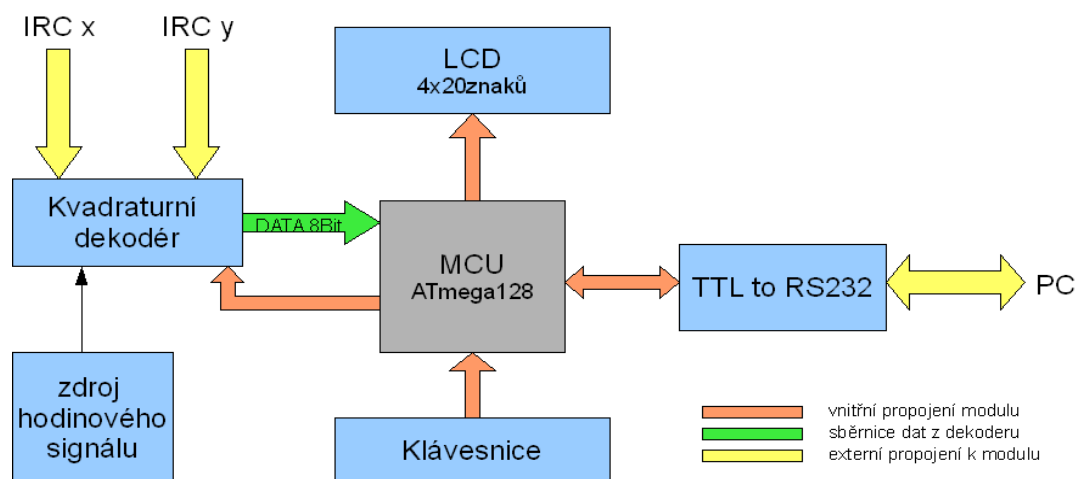 IRC x
IRC y
LCD
4x20znaků
Kvadraturní
dekodér
DATA 8Bit
MCU
ATmega128
TTL to RS232
PC
zdroj
hodinového
signálu
Klávesnice
vnitřní propojení modulu
sběrnice dat z dekoderu
externí propojení k modulu